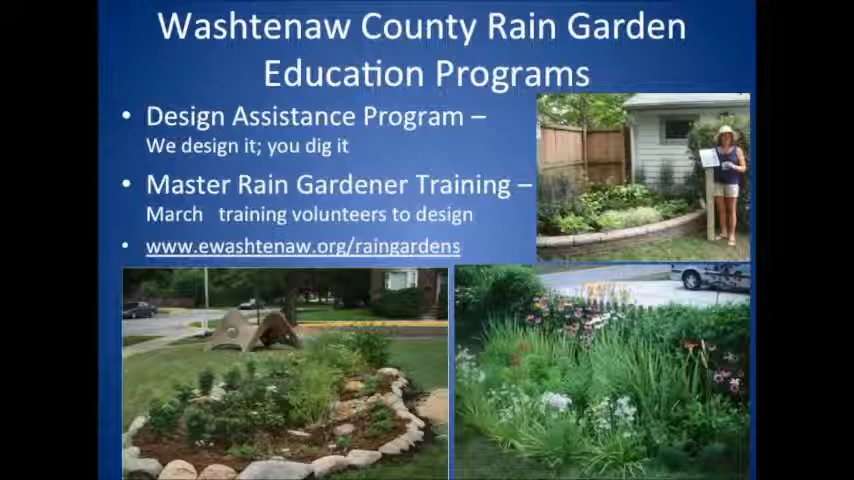 Washtenaw County Rain Garden
Education Programs
• Design Assistance Program –
We design it; you dig it
• Master Rain Gardener Training –
March training volunteers to design
• www.ewashtenaw.org/raingardens